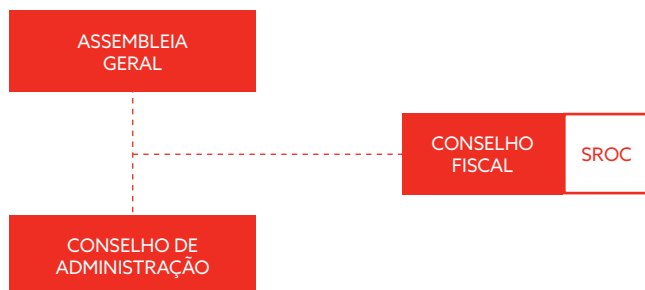 ASSEMBLEIA
GERAL
CONSELHO
FISCAL
SROC
CONSELHO DE
ADMINISTRAÇÃO